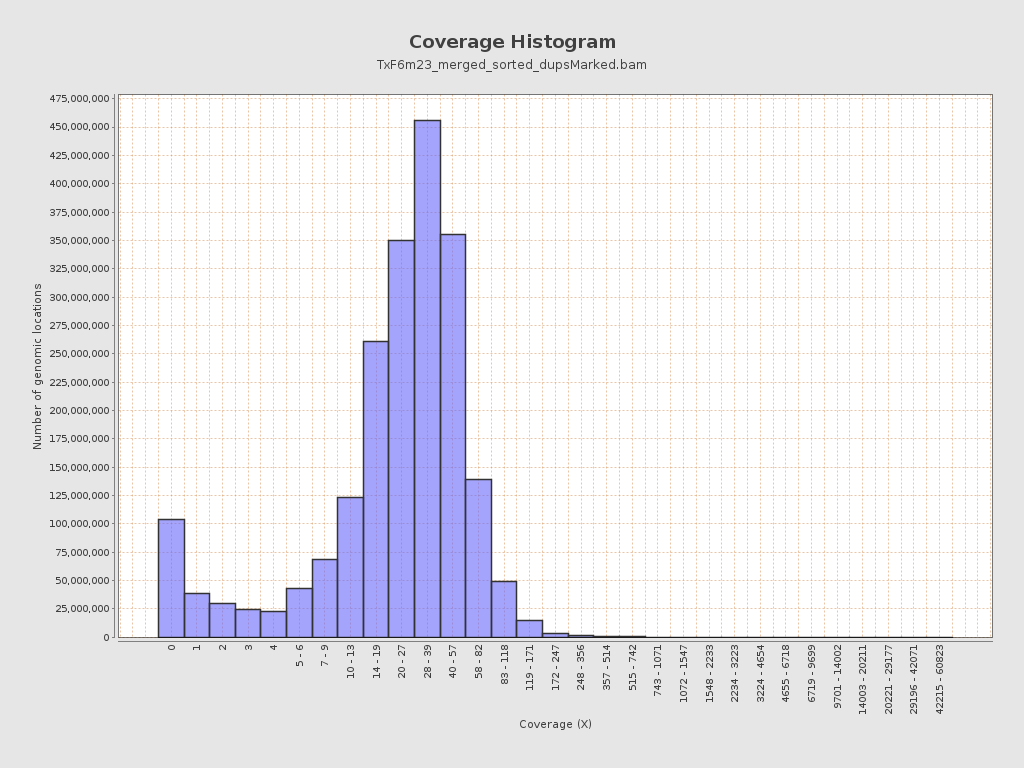 Coverage Histogram
TxF6m23_merged_sorted_dupsMarked.bam
475,000,000
450,000,000
425,000,000
400,000,000
375,000,000
350,000,000
325,000,000
300,000,000
275,000,000
250,000,000
225,000,000
200,000,000
175,000,000
150,000,000
125,000,000
100,000,000
75,000,000
50,000,000
25,000,000
0
Number of genomic locations
0
1
2
3
4
5 - 6
7 - 9
10 - 13
14 - 19
20 - 27
28 - 39
40 - 57
58 - 82
83 - 118
119 - 171
172 - 247
248 - 356
357 - 514
515 - 742
743 - 1071
1072 - 1547
1548 - 2233
2234 - 3223
3224 - 4654
4655 - 6718
6719 - 9699
9701 - 14002
14003 - 20211
20221 - 29177
29196 - 42071
42215 - 60823
Coverage (X)